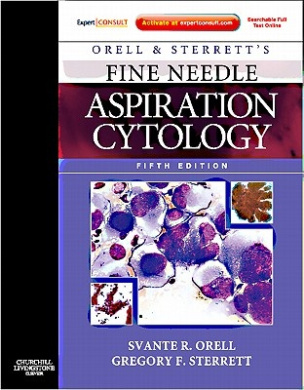 Expert CONSULT
Activate at expertconsult.com
Searchable Full
Text Online
ORELL & STERRETT'S
FINE NEEDLE
ASPIRATION
CYTOLOGY
FIFTH EDITION
SVANTE R. ORELL
GREGORY F. STERRETT
CHURCHILL
LIVINGSTONE
ELSEVIER